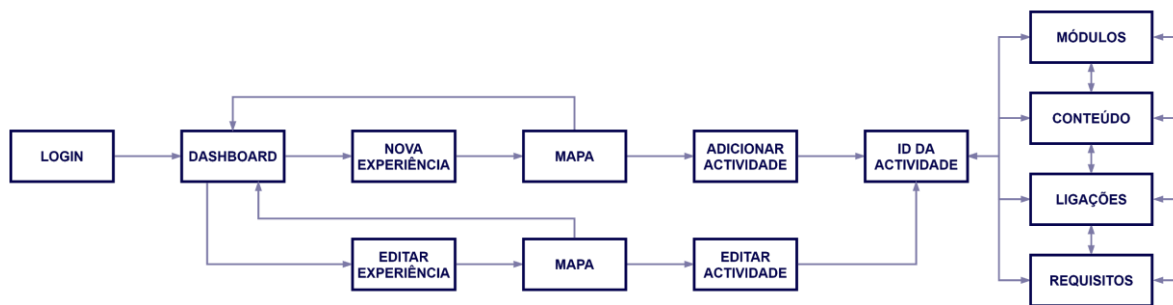 MÓDULOS
CONTEÚDO
LOGIN
DASHBOARD
NOVA
EXPERIÊNCIA
MAPA
ADICIONAR
ACTIVIDADE
ID DA
ACTIVIDADE
LIGAÇÕES
EDITAR
EXPERIÊNCIA
MAPA
EDITAR
ACTIVIDADE
REQUISITOS